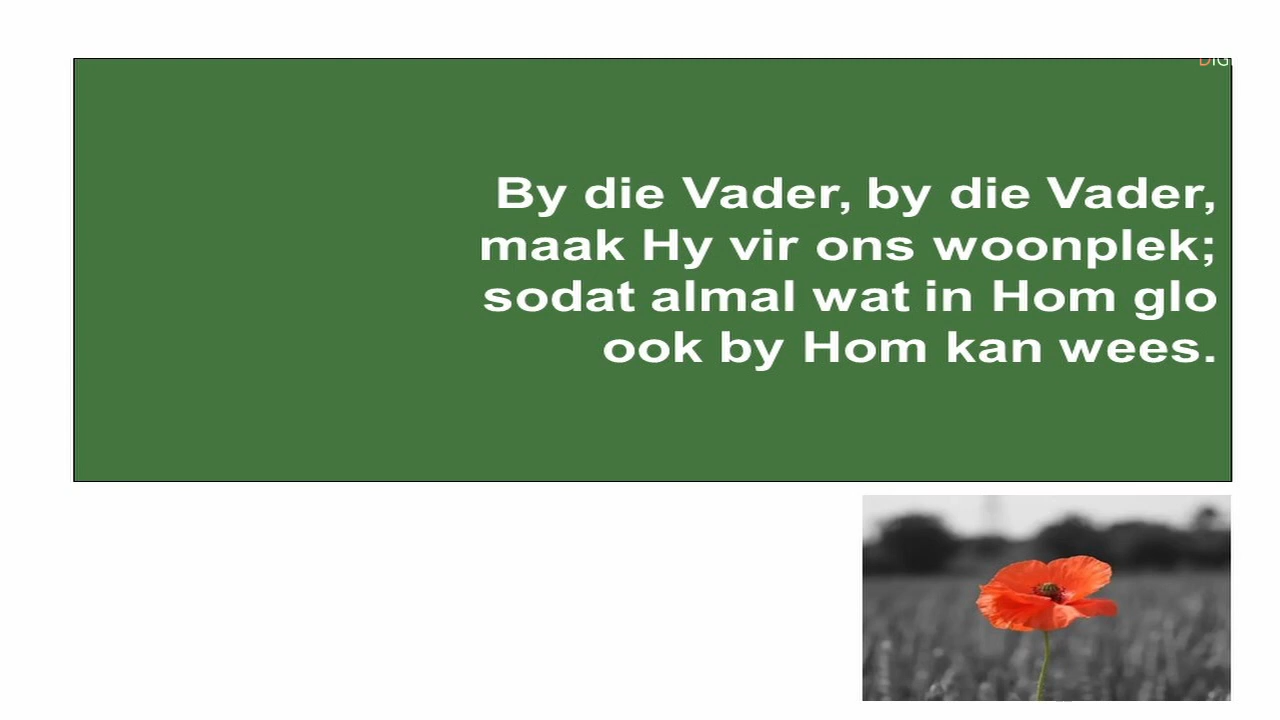 DIG
By die Vader, by die Vader,
maak Hy vir ons woonplek;
sodat almal wat in Hom glo
ook by Hom kan wees.